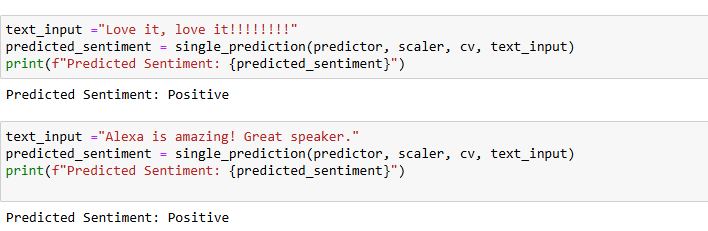 text_input ="Love it, love it!!!!!!!!"
predicted_sentiment = single_prediction(predictor, scaler, cv, text_input)
print(f"Predicted Sentiment: {predicted_sentiment}")
Predicted Sentiment: Positive
text_input ="Alexa is amazing! Great speaker."
predicted_sentiment = single_prediction(predictor, scaler, cv, text_input)
print(f"Predicted Sentiment: {predicted_sentiment}")
Predicted Sentiment: Positive